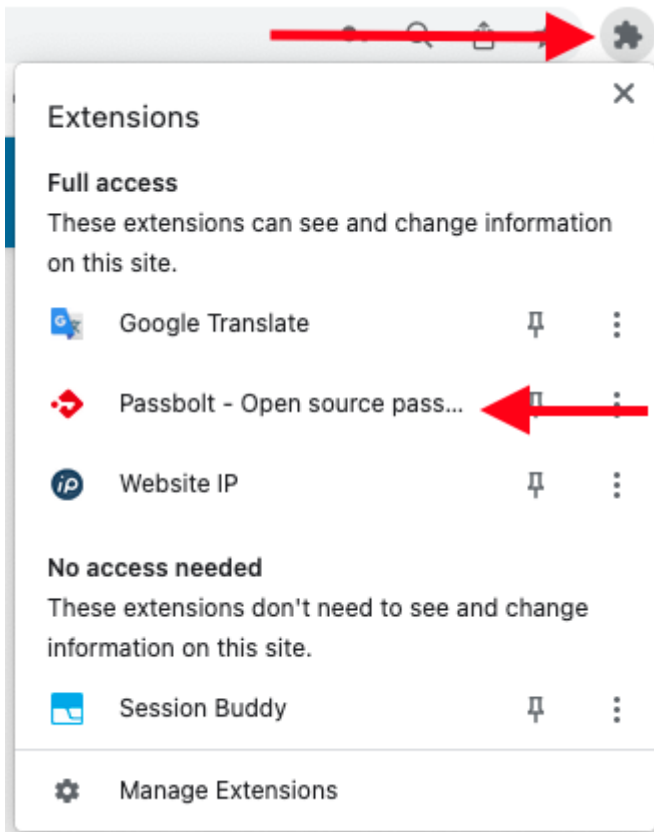 Extensions
Full access
These extensions can see and change information
on this site.
Google Translate
Passbolt - Open source pass...
ip Website IP
No access needed
These extensions don't need to see and change
information on this site.
Session Buddy
Manage Extensions